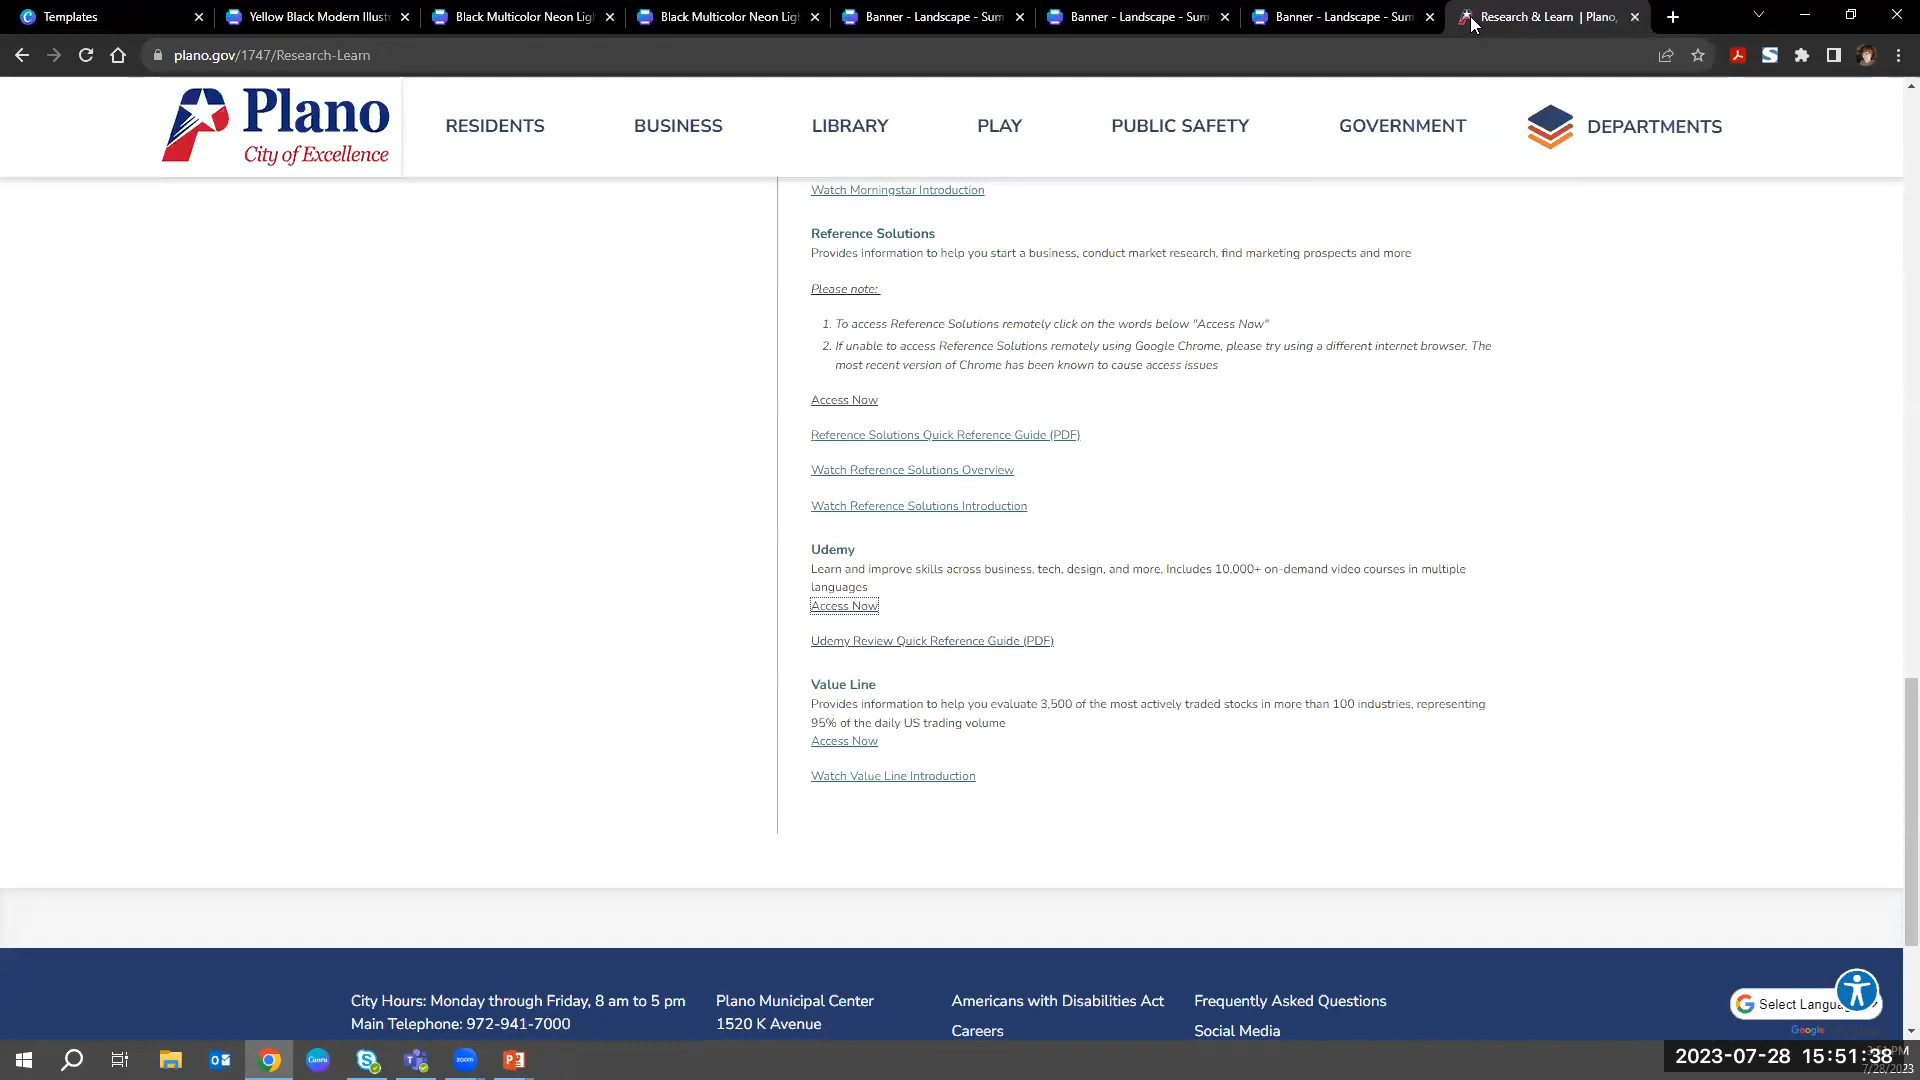 Templates
Yellow Black Modern Illust
Black Multicolor Neon Lig
Black Multicolor Neon Lig
Banner - Landscape - Sum
Banner - Landscape - Sum
Banner - Landscape - Sum
Research & Learn | Plano,
plano.gov/1747/Research-Learn
Plano
City of Excellence
RESIDENTS
BUSINESS
LIBRARY
PLAY
PUBLIC SAFETY
GOVERNMENT
DEPARTMENTS
Watch Morningstar Introduction
Reference Solutions
Provides information to help you start a business, conduct market research, find marketing prospects and more
Please note:
1. To access Reference Solutions remotely click on the words below "Access Now"
2. If unable to access Reference Solutions remotely using Google Chrome, please try using a different internet browser. The
most recent version of Chrome has been known to cause access issues
Access Now
Reference Solutions Quick Reference Guide (PDF)
Watch Reference Solutions Overview
Watch Reference Solutions Introduction
Udemy
Learn and improve skills across business, tech, design, and more. Includes 10,000+ on-demand video courses in multiple
languages
Access Now
Udemy Review Quick Reference Guide (PDF)
Value Line
Provides information to help you evaluate 3,500 of the most actively traded stocks in more than 100 industries, representing
95% of the daily US trading volume
Access Now
Watch Value Line Introduction
City Hours: Monday through Friday, 8 am to 5 pm
Main Telephone: 972-941-7000
Plano Municipal Center
1520 K Avenue
Americans with Disabilities Act
Careers
Frequently Asked Questions
Social Media
Select Langua
Google
2023-07-28 15:51:38
7/28/2023